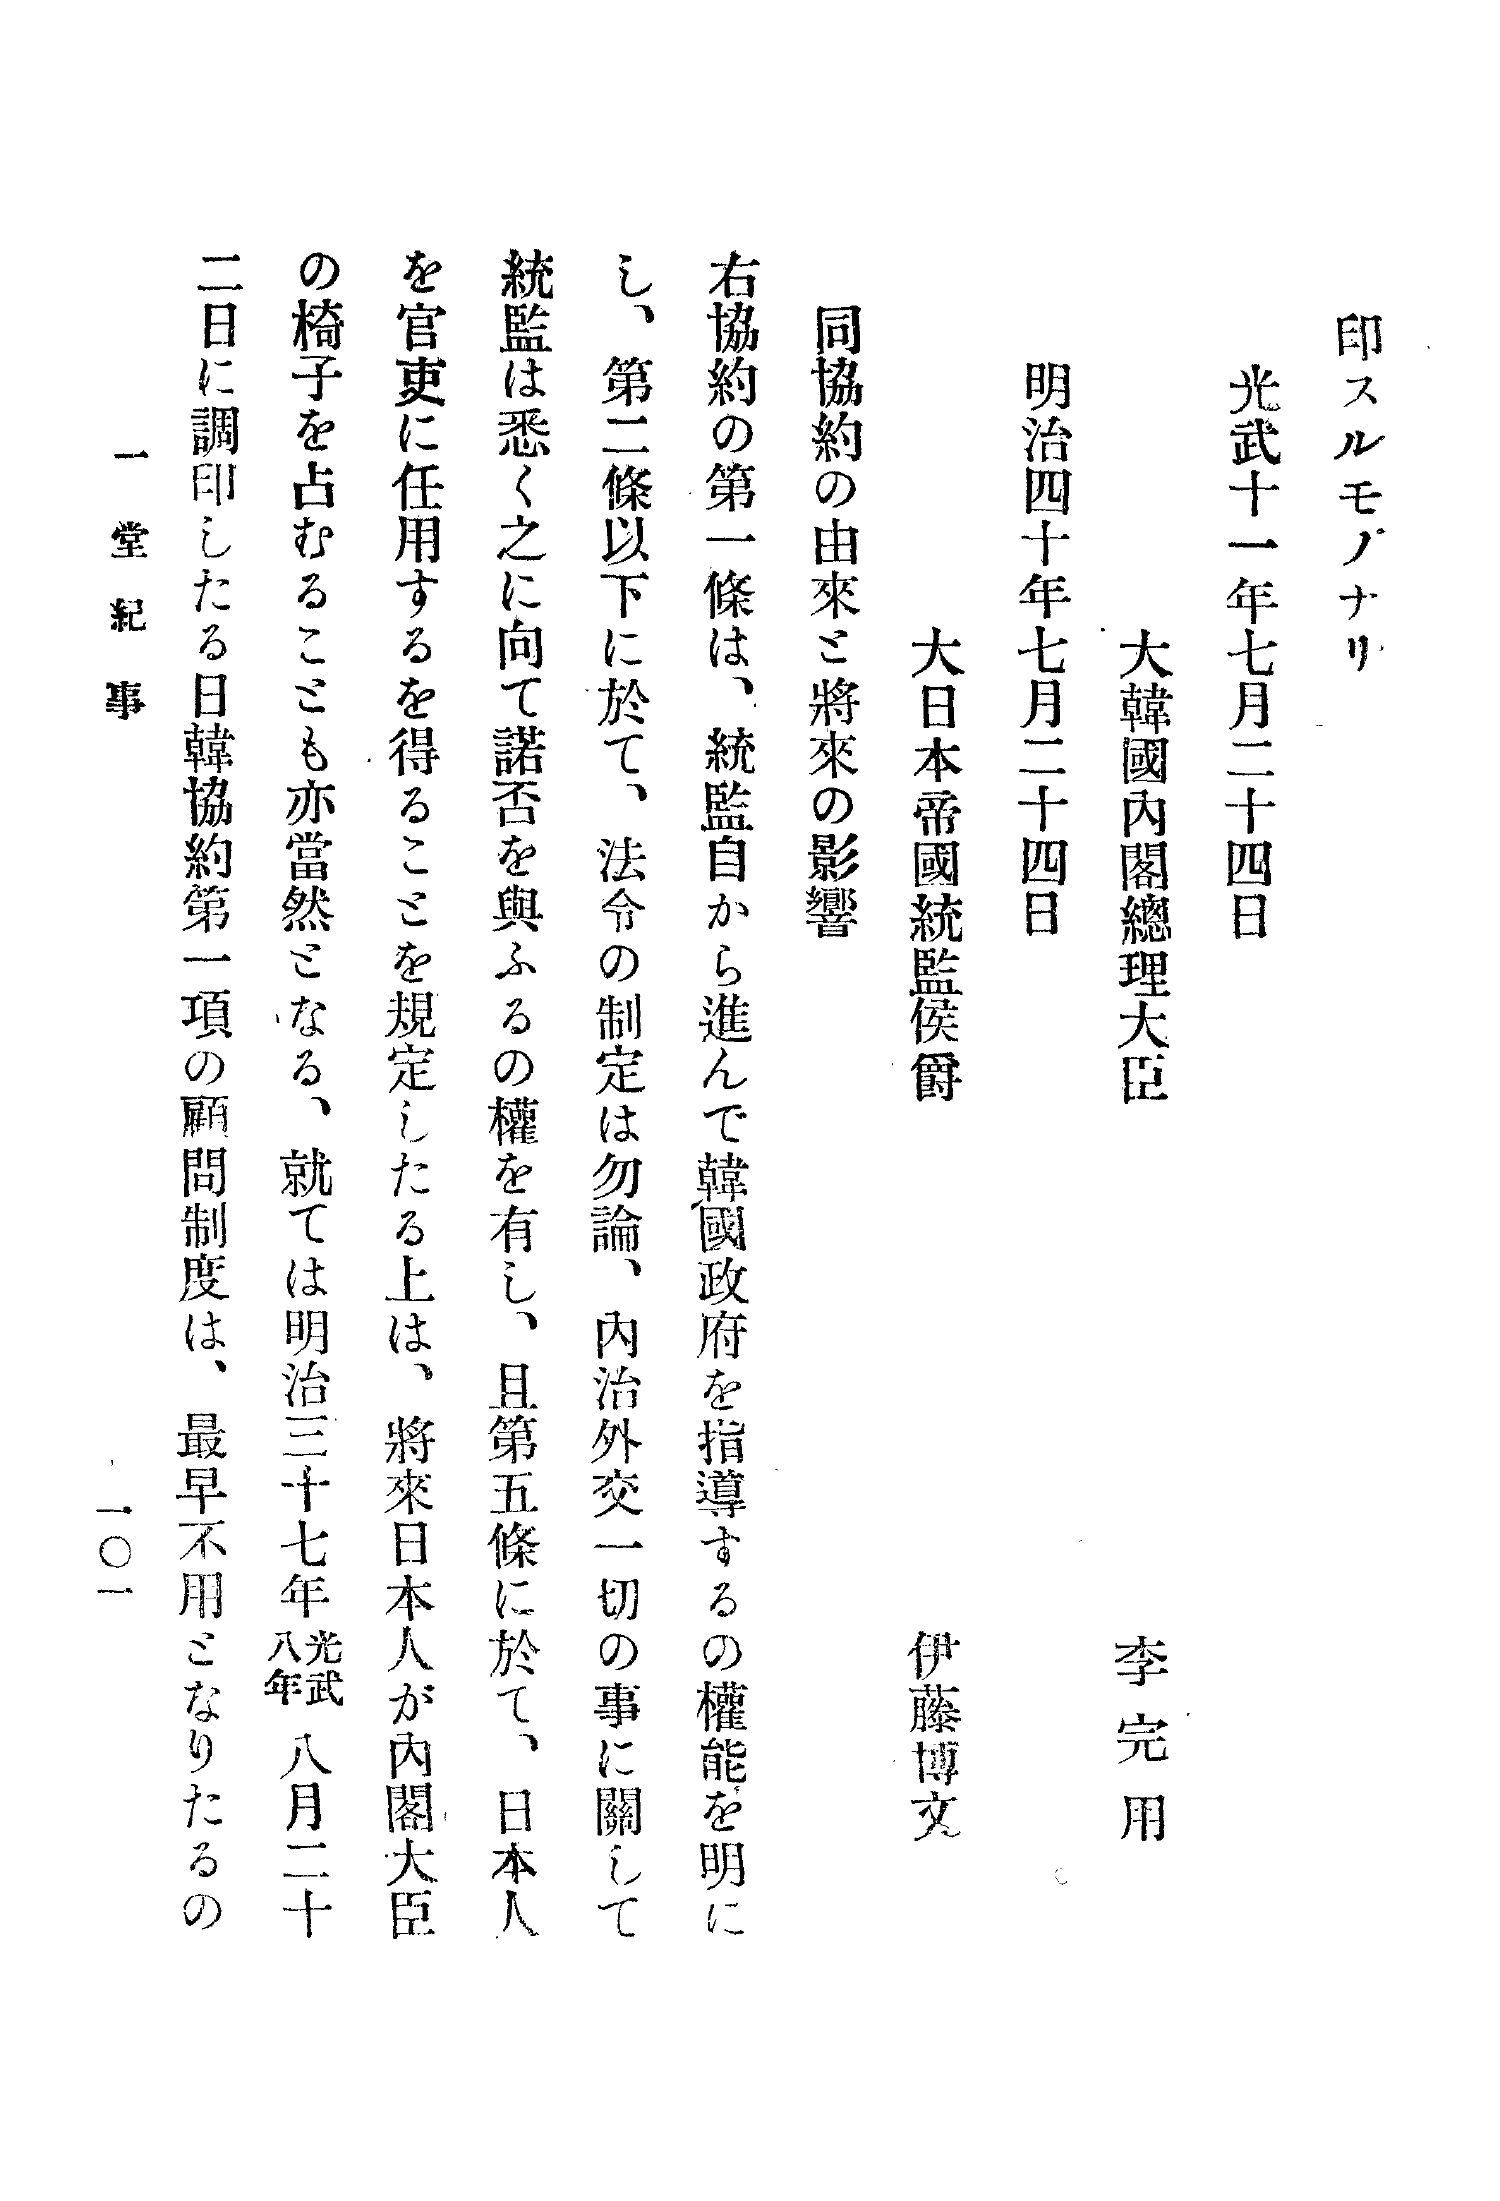 印スルモノナリ
光武十一年七月二十四日
大韓國內閣總理大臣 李完用
明治四十年七月二十四日
大日本帝國統監侯爵 伊藤博文
同協約の由來と將來の影響
右協約の第一條は、統監自から進んで韓國政府を指導するの權能を明に
し、第二條以下に於て、法令の制定は勿論、內治外交一切の事に關して
統監は悉く之に向て諾否を與ふるの權を有し、且第五條に於て、日本人
を官吏に任用するを得ることを規定したる上は、將來日本人が內閣大臣
の椅子を占むることも亦當然となる、就ては明治三十七年光武八年八月二十
二日に調印したる日韓協約第一項の顧問制度は、最早不用となりたるの
一堂紀事 一〇一